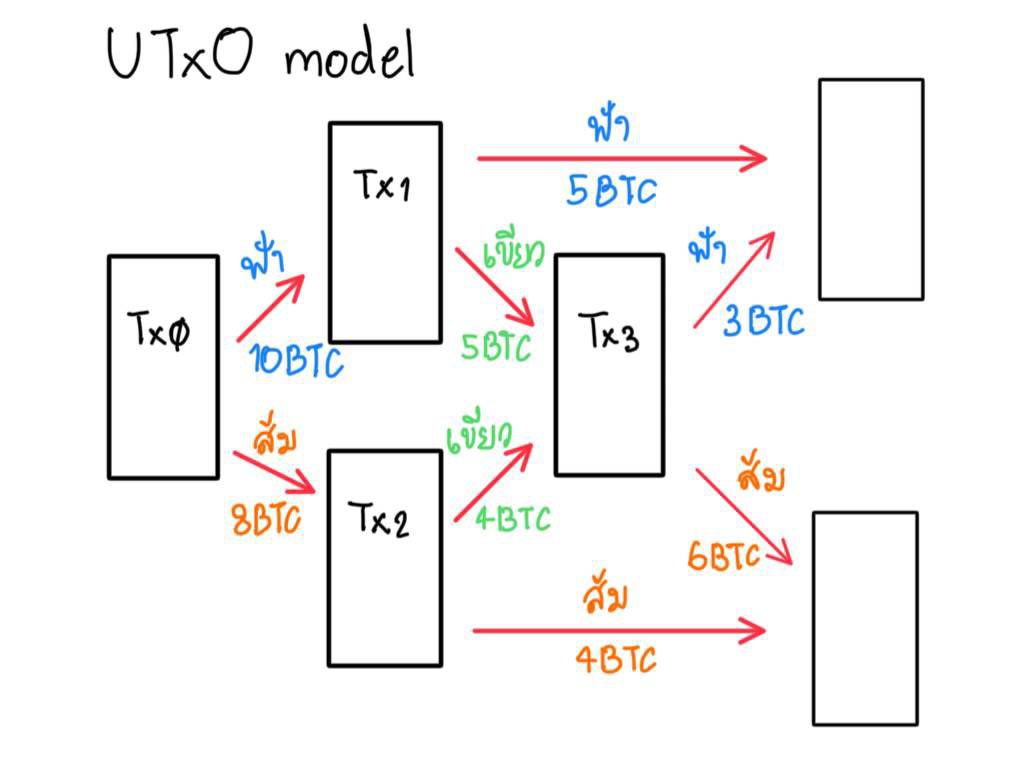 UTxO model
Tx0
ฟ้า
10BTC
ส้ม
8BTC
Tx1
ฟ้า
5BTC
เขียว
5BTC
Tx2
เขียว
4BTC
ส้ม
4BTC
Tx3
ฟ้า
3BTC
ส้ม
6BTC